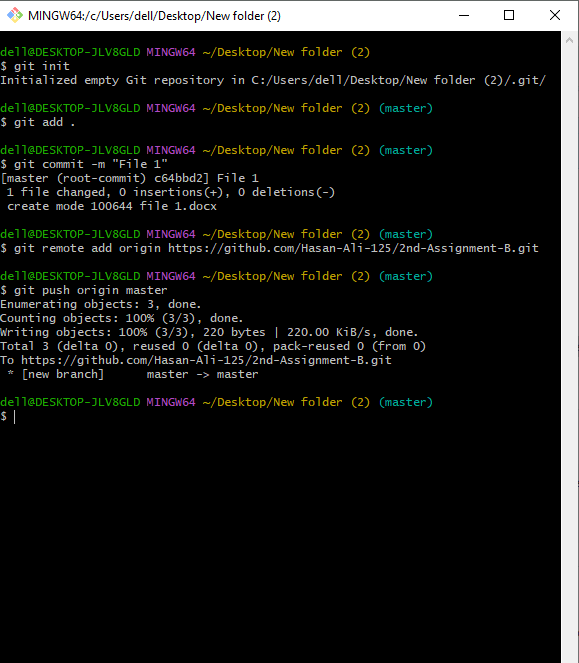 MINGW64:/c/Users/dell/Desktop/New folder (2)
dell@DESKTOP-JLV8GLD MINGW64 ~/Desktop/New folder (2)
$ git init
Initialized empty Git repository in C:/Users/dell/Desktop/New folder (2)/.git/
dell@DESKTOP-JLV8GLD MINGW64 ~/Desktop/New folder (2) (master)
$ git add .
dell@DESKTOP-JLV8GLD MINGW64 ~/Desktop/New folder (2) (master)
$ git commit -m "File 1"
[master (root-commit) c64bbd2] File 1
 1 file changed, 0 insertions(+), 0 deletions(-)
 create mode 100644 file 1.docx
dell@DESKTOP-JLV8GLD MINGW64 ~/Desktop/New folder (2) (master)
$ git remote add origin https://github.com/Hasan-Ali-125/2nd-Assignment-B.git
dell@DESKTOP-JLV8GLD MINGW64 ~/Desktop/New folder (2) (master)
$ git push origin master
Enumerating objects: 3, done.
Counting objects: 100% (3/3), done.
Writing objects: 100% (3/3), 220 bytes | 220.00 KiB/s, done.
Total 3 (delta 0), reused 0 (delta 0), pack-reused 0 (from 0)
To https://github.com/Hasan-Ali-125/2nd-Assignment-B.git
 * [new branch]      master -> master
dell@DESKTOP-JLV8GLD MINGW64 ~/Desktop/New folder (2) (master)
$